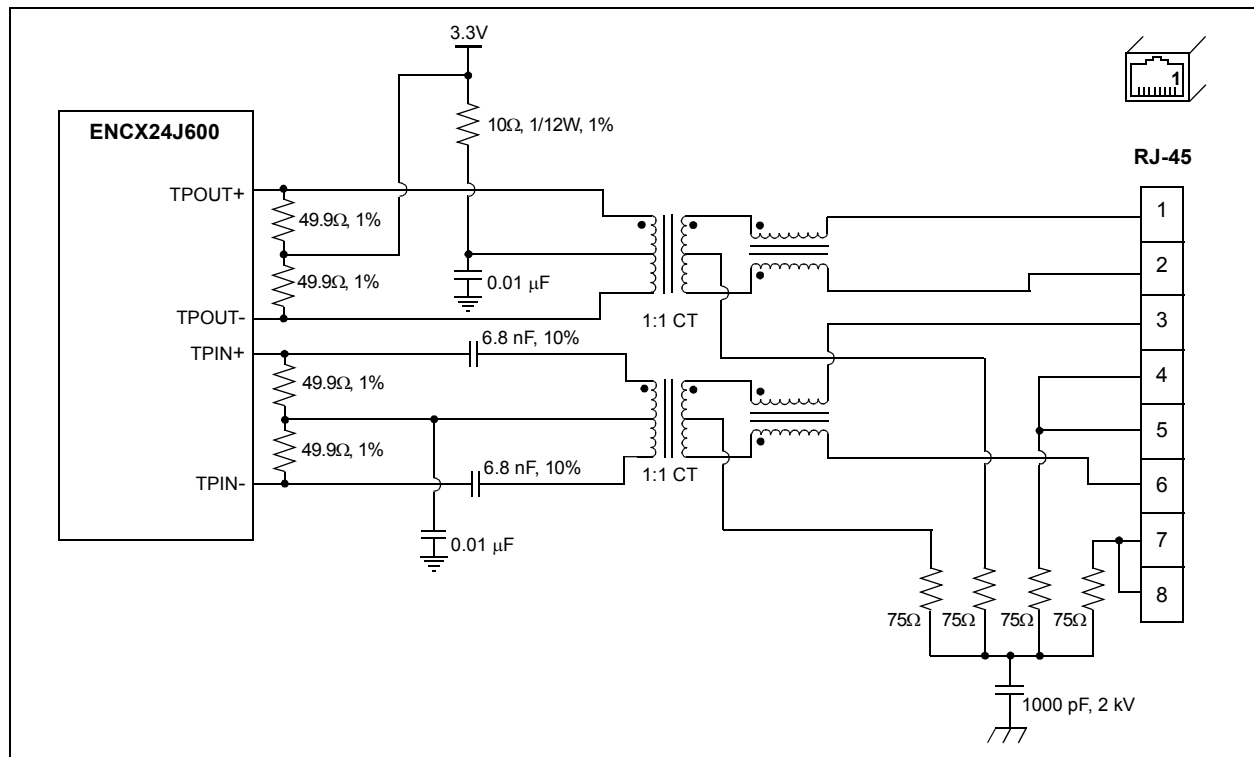 3.3V
1
ENCX24J600
10Ω, 1/12W, 1%
RJ-45
TPOUT+
49.9Ω, 1%
1
49.9Ω, 1%
0.01 μF
2
TPOUT-
1:1 CT
3
TPIN+
6.8 nF, 10%
49.9Ω, 1%
4
49.9Ω, 1%
5
6.8 nF, 10%
1:1 CT
TPIN-
6
0.01 μF
7
8
75Ω
75Ω
75Ω
75Ω
1000 pF, 2 kV